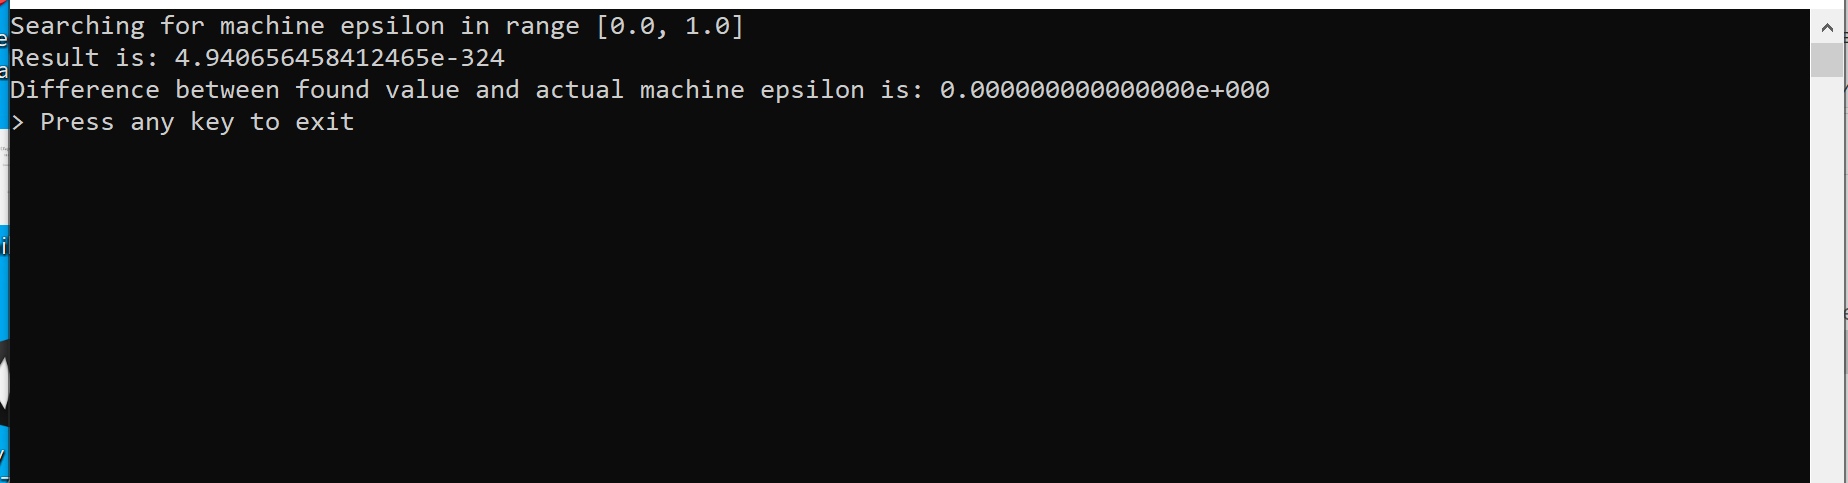 Searching for machine epsilon in range [0.0, 1.0]
Result is: 4.940656458412465e-324
Difference between found value and actual machine epsilon is: 0.000000000000000e+000
> Press any key to exit